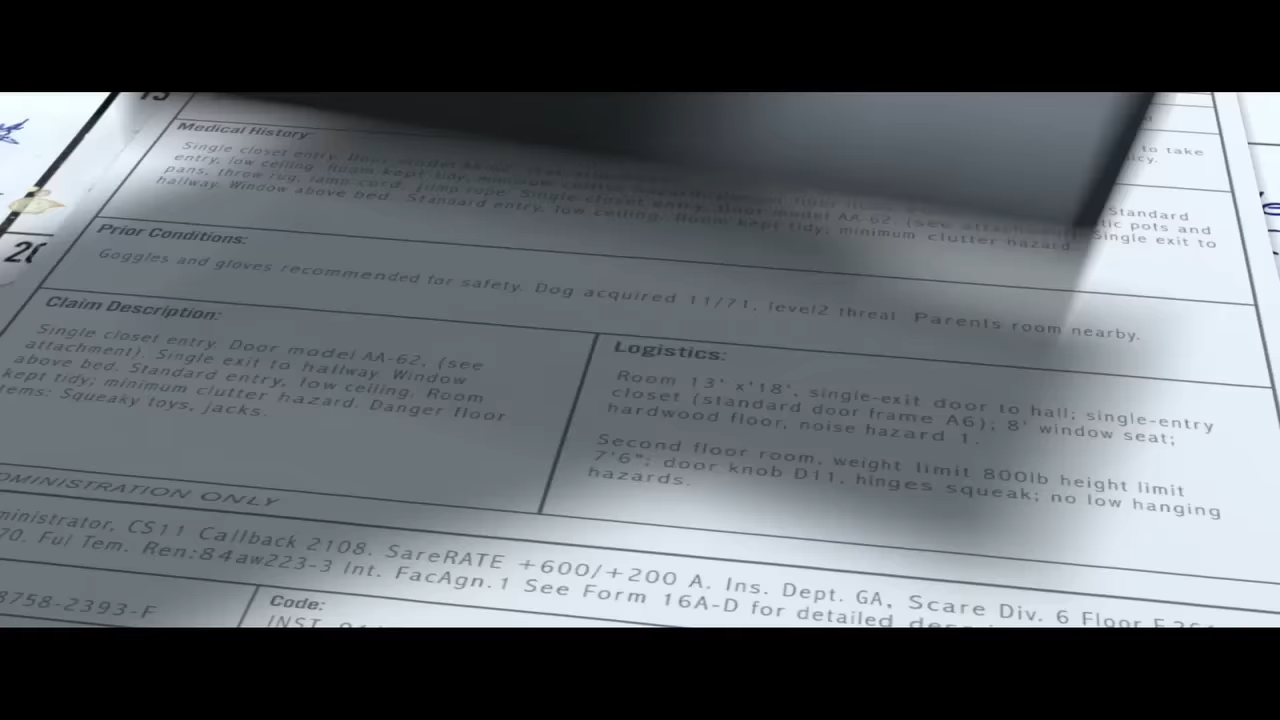 Medical History:
to take
Single closet entry. Door model
entry, low ceiling. Room kept tidy, minimum clutter
Standard
pans, throw rug, lamp cord, jump rope. Single closet entry. Door model AA-62, (see
tic pots and
hallway. Window above bed. Standard entry, low ceiling. Room kept tidy; minimum clutter hazard
Single exit to
20
Prior Conditions:
Goggles and gloves recommended for safety. Dog acquired 11/71, level2 threat Parents room nearby.
Claim Description:
Single closet entry. Door model AA-62, (see
attachment). Single exit to hallway. Window
above bed. Standard entry, low ceiling. Room
kept tidy; minimum clutter hazard. Danger floor
tems: Squeaky toys, jacks.
Logistics:
Room 13' x'18', single-exit door to hall; single-entry
closet (standard door frame A6); 8' window seat;
hardwood floor, noise hazard 1.
Second floor room, weight limit 800lb height limit
7'6"; door knob D11, hinges squeak; no low hanging
hazards.
DMINISTRATION ONLY
ministrator, CS11 Callback 2108. SareRATE +600/+200 A. Ins. Dept. GA, Scare Div. 6 Floor
70. Ful Tem. Ren:84aw223-3 Int. FacAgn.1 See Form 16A-D for detailed
8758-2393-F
Code:
INST.